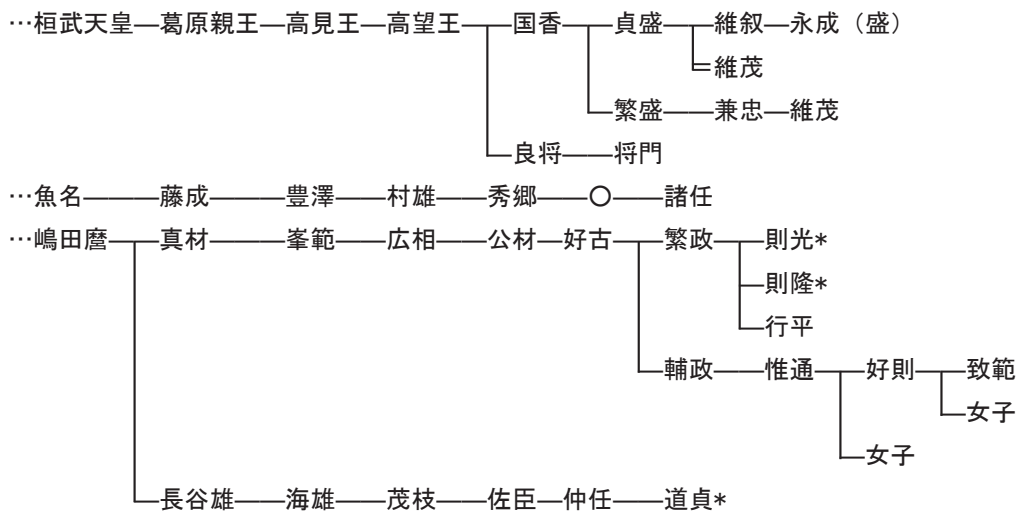 …桓武天皇―葛原親王―高見王―高望王―国香―貞盛―維叙―永成（盛）
＝維茂
繁盛―兼忠―維茂
良将―将門
…魚名―藤成―豊澤―村雄―秀郷―〇―諸任
…嶋田麿―真材―峯範―広相―公材―好古―繁政―則光*
則隆*
行平
輔政―惟通―好則―致範
女子
女子
長谷雄―海雄―茂枝―佐臣―仲任―道貞*